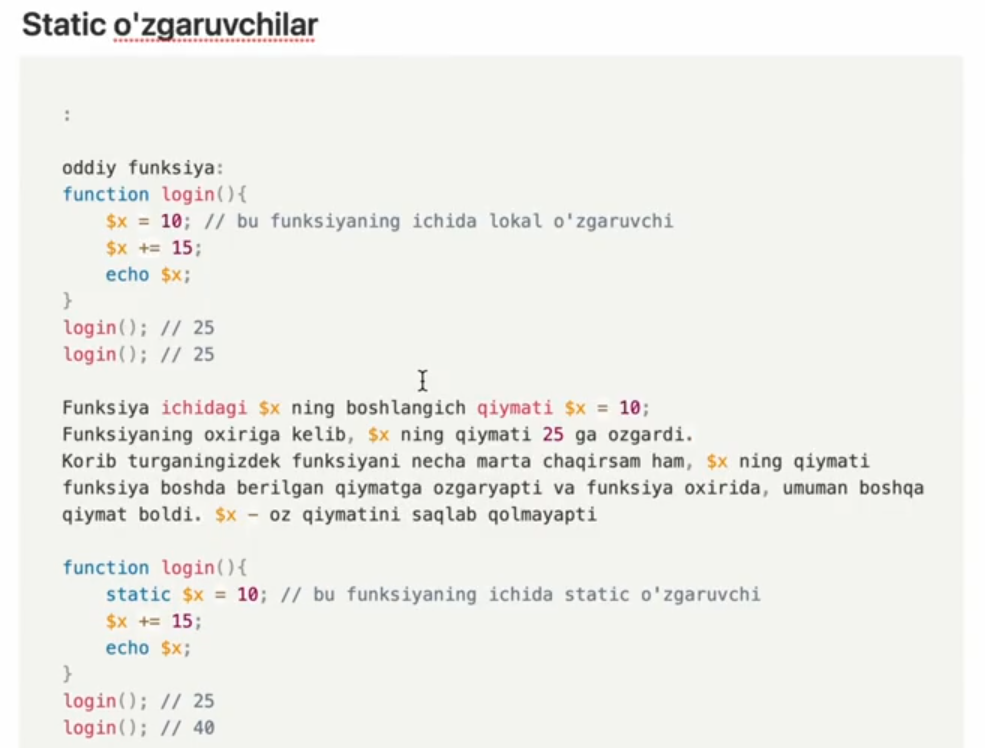 Static o'zgaruvchilar
:
oddiy funksiya:
function login(){
    $x = 10; // bu funksiyaning ichida lokal o'zgaruvchi
    $x += 15;
    echo $x;
}
login(); // 25
login(); // 25
Funksiya ichidagi $x ning boshlangich qiymati $x = 10;
Funksiyaning oxiriga kelib, $x ning qiymati 25 ga ozgardi.
Korib turganingizdek funksiyani necha marta chaqirsam ham, $x ning qiymati
funksiya boshda berilgan qiymatga ozgaryapti va funksiya oxirida, umuman boshqa
qiymat boldi. $x – oz qiymatini saqlab qolmayapti
function login(){
    static $x = 10; // bu funksiyaning ichida static o'zgaruvchi
    $x += 15;
    echo $x;
}
login(); // 25
login(); // 40